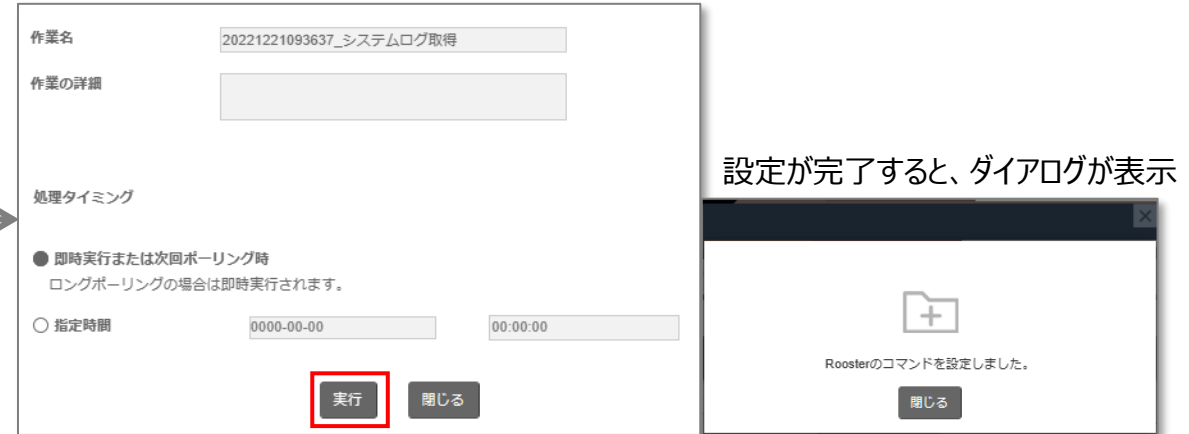 作業名
20221221093637_システムログ取得
作業の詳細
処理タイミング
即時実行または次回ポーリング時
ロングポーリングの場合は即時実行されます。
指定時間
0000-00-00
00:00:00
実行
閉じる
設定が完了すると、ダイアログが表示
Roosterのコマンドを設定しました。
閉じる